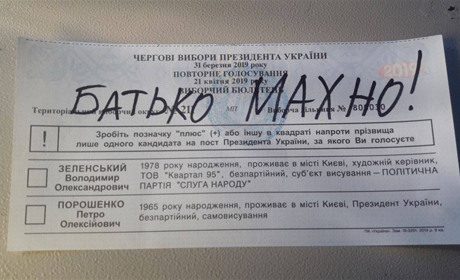 ЧЕРГОВІ ВИБОРИ ПРЕЗИДЕНТА УКРАЇНИ
31 березня 2019 року
ПОВТОРНЕ ГОЛОСУВАННЯ
21 квітня 2019 року
ВИБОРЧИЙ БЮЛЕТЕНЬ
БАТЬКО МАХНО!
! Зробіть позначку "плюс" (+) або іншу в квадраті напроти прізвища
лише одного кандидата на пост Президента України, за якого Ви голосуєте
ЗЕЛЕНСЬКИЙ
Володимир
Олександрович
1978 року народження, проживає в місті Києві, художній керівник,
ТОВ "Квартал 95", безпартійний, суб'єкт висування – ПОЛІТИЧНА
ПАРТІЯ "СЛУГА НАРОДУ"
ПОРОШЕНКО
Петро
Олексійович
1965 року народження, проживає в місті Києві, Президент України,
безпартійний, самовисування